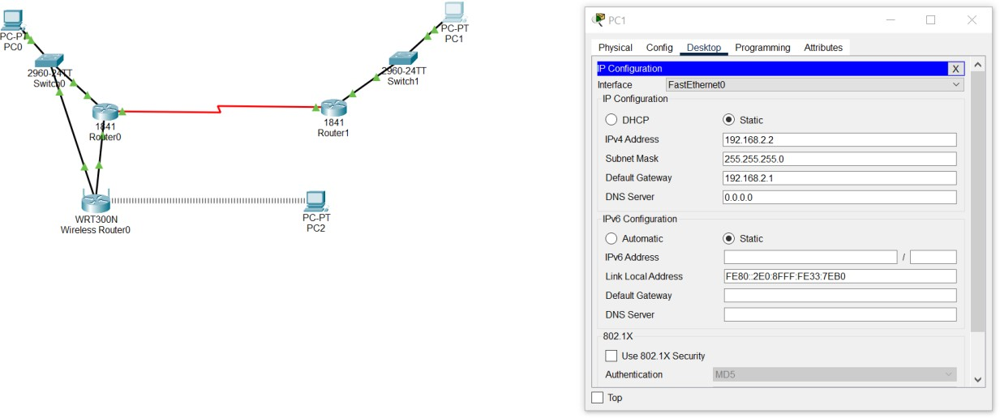 PC-PT
PC0
2960-24TT
Switch0
1841
Router0
WRT300N
Wireless Router0
PC-PT
PC2
1841
Router1
2960-24TT
Switch1
PC-PT
PC1
PC1
Physical Config Desktop Programming Attributes
IP Configuration X
Interface FastEthernet0
IP Configuration
DHCP Static
IPv4 Address 192.168.2.2
Subnet Mask 255.255.255.0
Default Gateway 192.168.2.1
DNS Server 0.0.0.0
IPv6 Configuration
Automatic Static
IPv6 Address /
Link Local Address FE80::2E0:8FFF:FE33:7EB0
Default Gateway
DNS Server
802.1X
Use 802.1X Security
Authentication MD5
Top